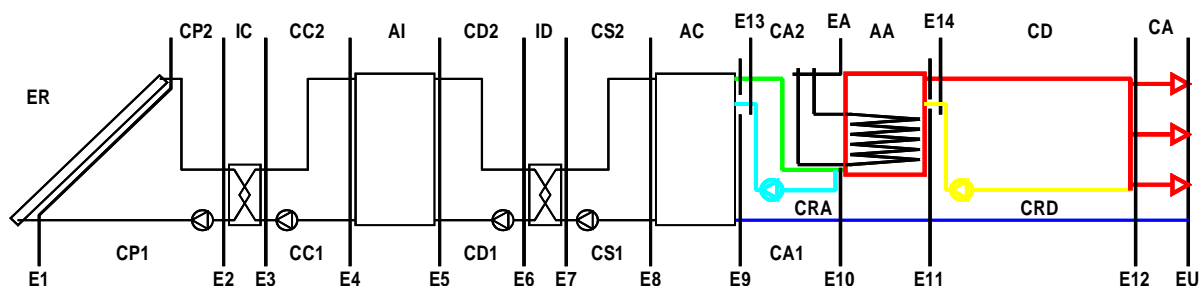 E13 EA E14
CP2 IC CC2 AI CD2 ID CS2 AC CA2 AA CD CA
ER
CRA CRD
CP1 CC1 CD1 CS1 CA1
E1 E2 E3 E4 E5 E6 E7 E8 E9 E10 E11 E12 EU